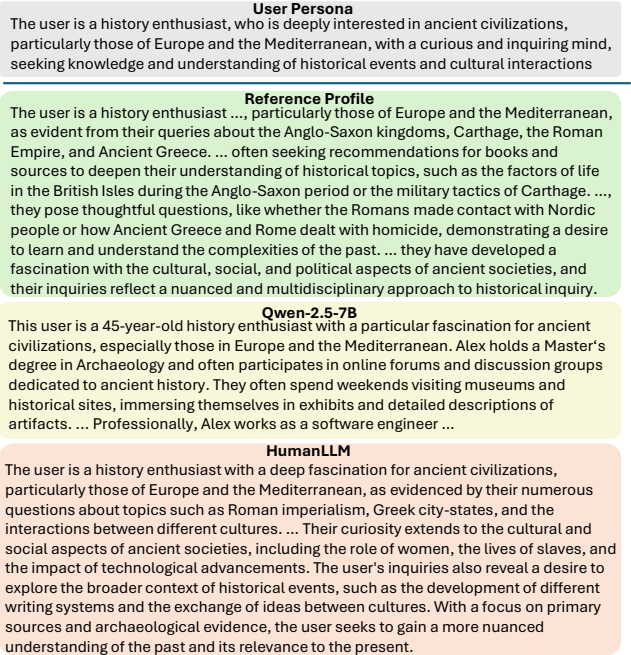 User Persona
The user is a history enthusiast, who is deeply interested in ancient civilizations,
particularly those of Europe and the Mediterranean, with a curious and inquiring mind,
seeking knowledge and understanding of historical events and cultural interactions
Reference Profile
The user is a history enthusiast ..., particularly those of Europe and the Mediterranean,
as evident from their queries about the Anglo-Saxon kingdoms, Carthage, the Roman
Empire, and Ancient Greece. ... often seeking recommendations for books and
sources to deepen their understanding of historical topics, such as the factors of life
in the British Isles during the Anglo-Saxon period or the military tactics of Carthage. ...,
they pose thoughtful questions, like whether the Romans made contact with Nordic
people or how Ancient Greece and Rome dealt with homicide, demonstrating a desire
to learn and understand the complexities of the past. ... they have developed a
fascination with the cultural, social, and political aspects of ancient societies, and
their inquiries reflect a nuanced and multidisciplinary approach to historical inquiry.
Qwen-2.5-7B
This user is a 45-year-old history enthusiast with a particular fascination for ancient
civilizations, especially those in Europe and the Mediterranean. Alex holds a Master‘s
degree in Archaeology and often participates in online forums and discussion groups
dedicated to ancient history. They often spend weekends visiting museums and
historical sites, immersing themselves in exhibits and detailed descriptions of
artifacts. ... Professionally, Alex works as a software engineer ...
HumanLLM
The user is a history enthusiast with a deep fascination for ancient civilizations,
particularly those of Europe and the Mediterranean, as evidenced by their numerous
questions about topics such as Roman imperialism, Greek city-states, and the
interactions between different cultures. ... Their curiosity extends to the cultural and
social aspects of ancient societies, including the role of women, the lives of slaves, and
the impact of technological advancements. The user's inquiries also reveal a desire to
explore the broader context of historical events, such as the development of different
writing systems and the exchange of ideas between cultures. With a focus on primary
sources and archaeological evidence, the user seeks to gain a more nuanced
understanding of the past and its relevance to the present.